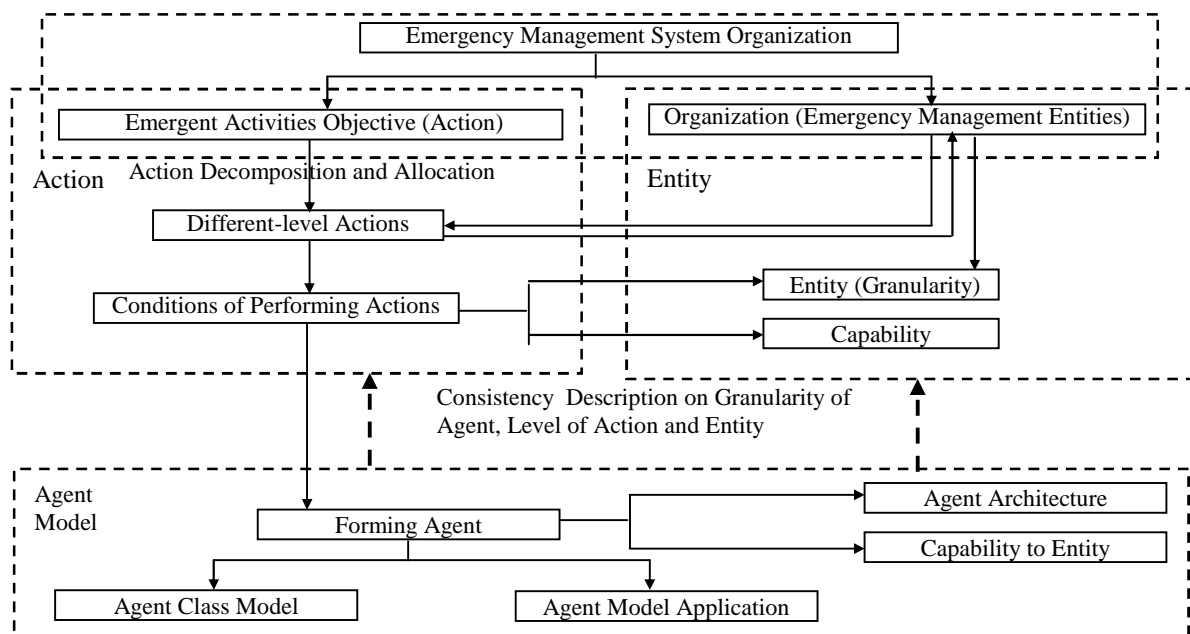 Emergency Management System Organization
Emergent Activities Objective (Action)
Organization (Emergency Management Entities)
Action
Action Decomposition and Allocation
Entity
Different-level Actions
Conditions of Performing Actions
Entity (Granularity)
Capability
Consistency Description on Granularity of
Agent, Level of Action and Entity
Agent
Model
Agent Architecture
Forming Agent
Capability to Entity
Agent Class Model
Agent Model Application